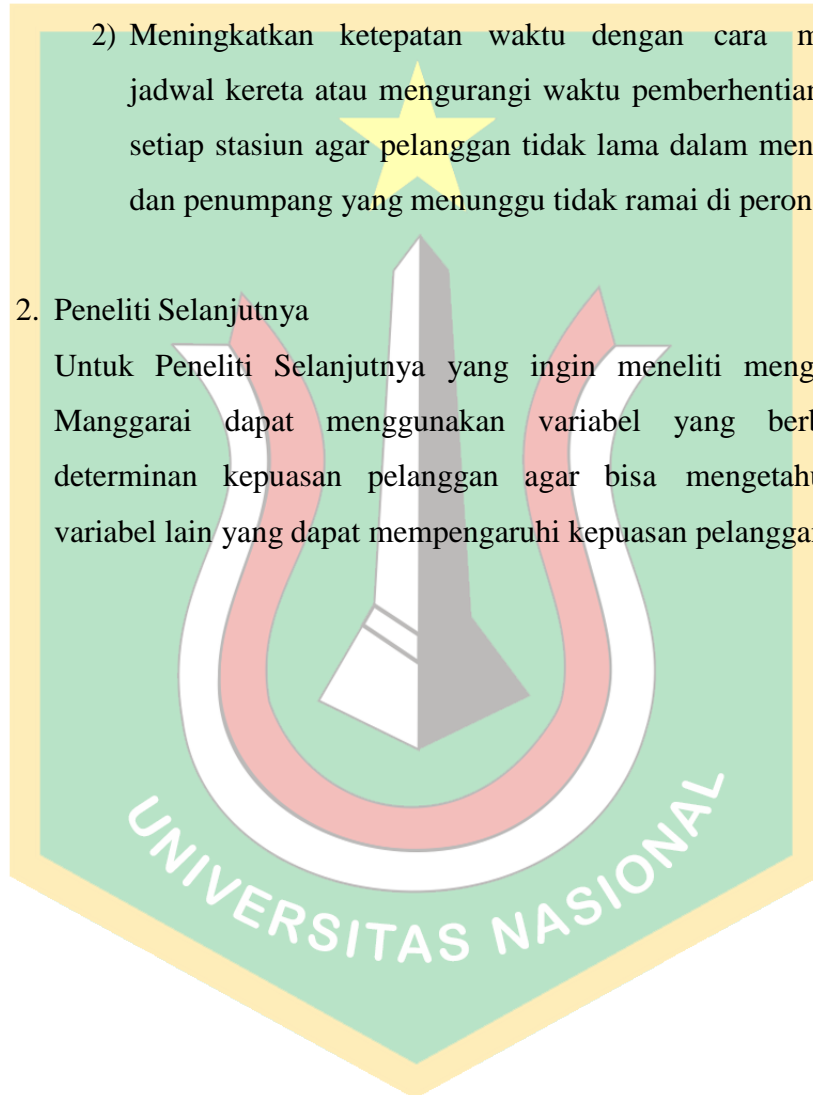 2) Meningkatkan ketepatan waktu dengan cara
jadwal kereta atau mengurangi waktu pemberhentian
setiap stasiun agar pelanggan tidak lama dalam
dan penumpang yang menunggu tidak ramai di peron
2. Peneliti Selanjutnya
Untuk Peneliti Selanjutnya yang ingin meneliti
Manggarai dapat menggunakan variabel yang
determinan kepuasan pelanggan agar bisa
variabel lain yang dapat mempengaruhi kepuasan pelanggan
UNIVERSITAS NASIONAL